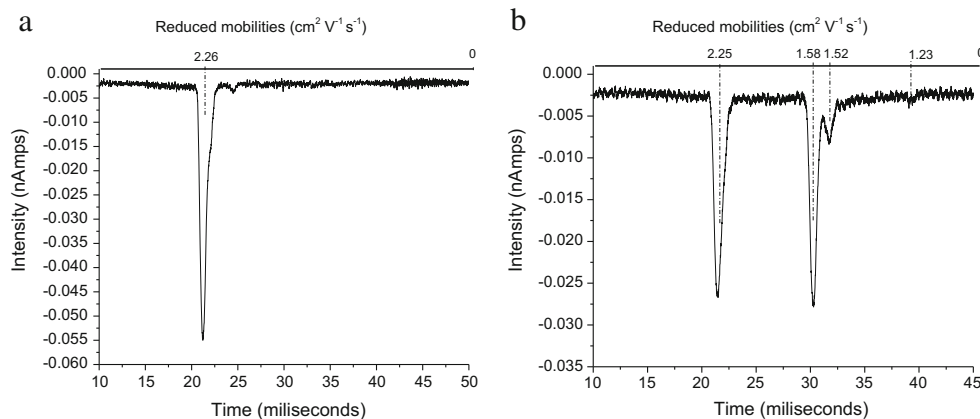 a
Reduced mobilities (cm² V⁻¹ s⁻¹)
2.26 0
0.000
-0.005
-0.010
-0.015
-0.020
-0.025
-0.030
-0.035
-0.040
-0.045
-0.050
-0.055
-0.060
Intensity (nAmps)
10 15 20 25 30 35 40 45 50
Time (miliseconds)
b
Reduced mobilities (cm² V⁻¹ s⁻¹)
2.25 1.58 1.52 1.23 0
0.000
-0.005
-0.010
-0.015
-0.020
-0.025
-0.030
-0.035
Intensity (nAmps)
10 15 20 25 30 35 40 45
Time (miliseconds)